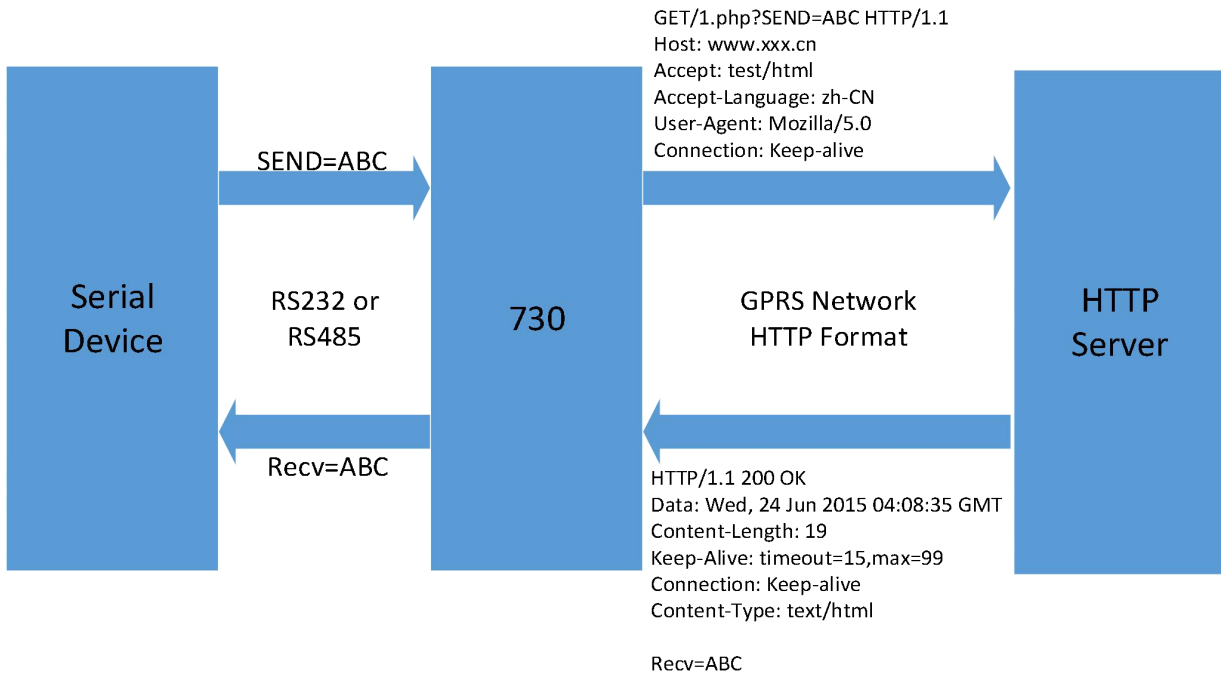 GET/1.php?SEND=ABC HTTP/1.1
Host: www.xxx.cn
Accept: test/html
Accept-Language: zh-CN
User-Agent: Mozilla/5.0
Connection: Keep-alive
SEND=ABC
Serial
Device
RS232 or
RS485
730
GPRS Network
HTTP Format
HTTP
Server
Recv=ABC
HTTP/1.1 200 OK
Data: Wed, 24 Jun 2015 04:08:35 GMT
Content-Length: 19
Keep-Alive: timeout=15,max=99
Connection: Keep-alive
Content-Type: text/html
Recv=ABC